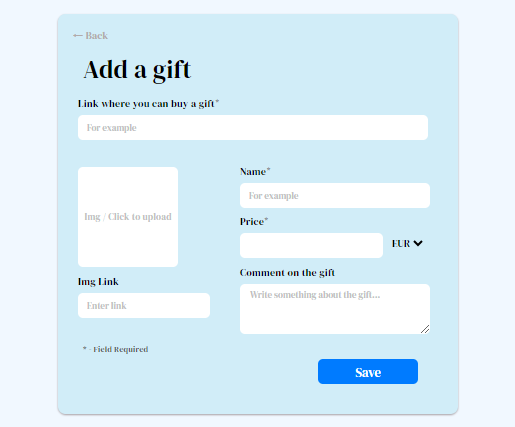 ← Back
Add a gift
Link where you can buy a gift*
For example
Img / Click to upload
Name*
For example
Price*
EUR
Img Link
Enter link
Comment on the gift
Write something about the gift...
* - Field Required
Save